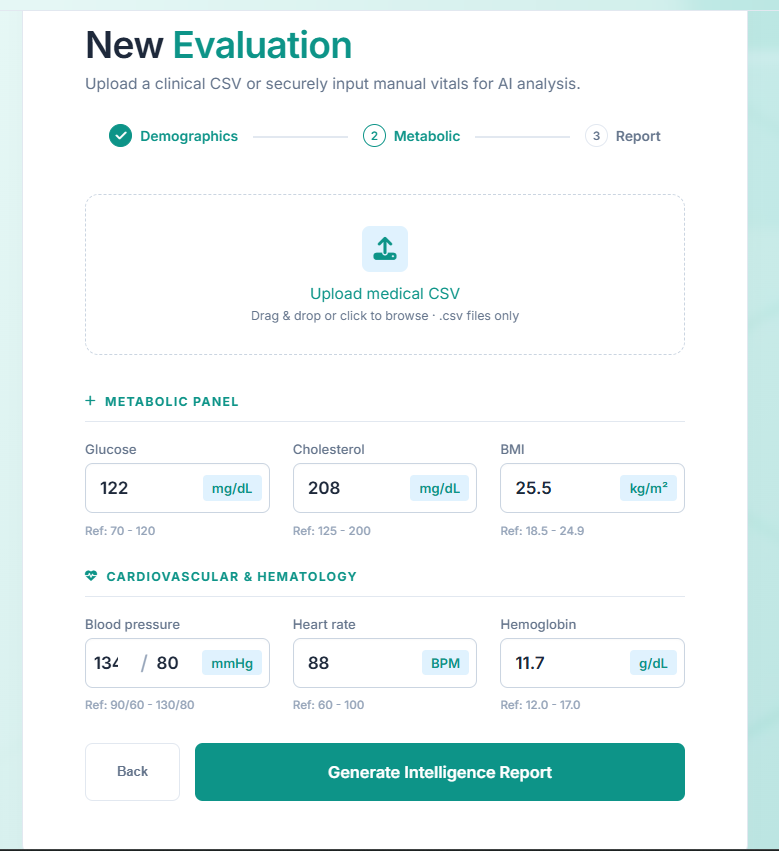 New Evaluation
Upload a clinical CSV or securely input manual vitals for AI analysis.
Demographics 2 Metabolic 3 Report
Upload medical CSV
Drag & drop or click to browse · .csv files only
METABOLIC PANEL
Glucose Cholesterol BMI
122 mg/dL 208 mg/dL 25.5 kg/m²
Ref: 70 - 120 Ref: 125 - 200 Ref: 18.5 - 24.9
CARDIOVASCULAR & HEMATOLOGY
Blood pressure Heart rate Hemoglobin
134 / 80 mmHg 88 BPM 11.7 g/dL
Ref: 90/60 - 130/80 Ref: 60 - 100 Ref: 12.0 - 17.0
Back Generate Intelligence Report